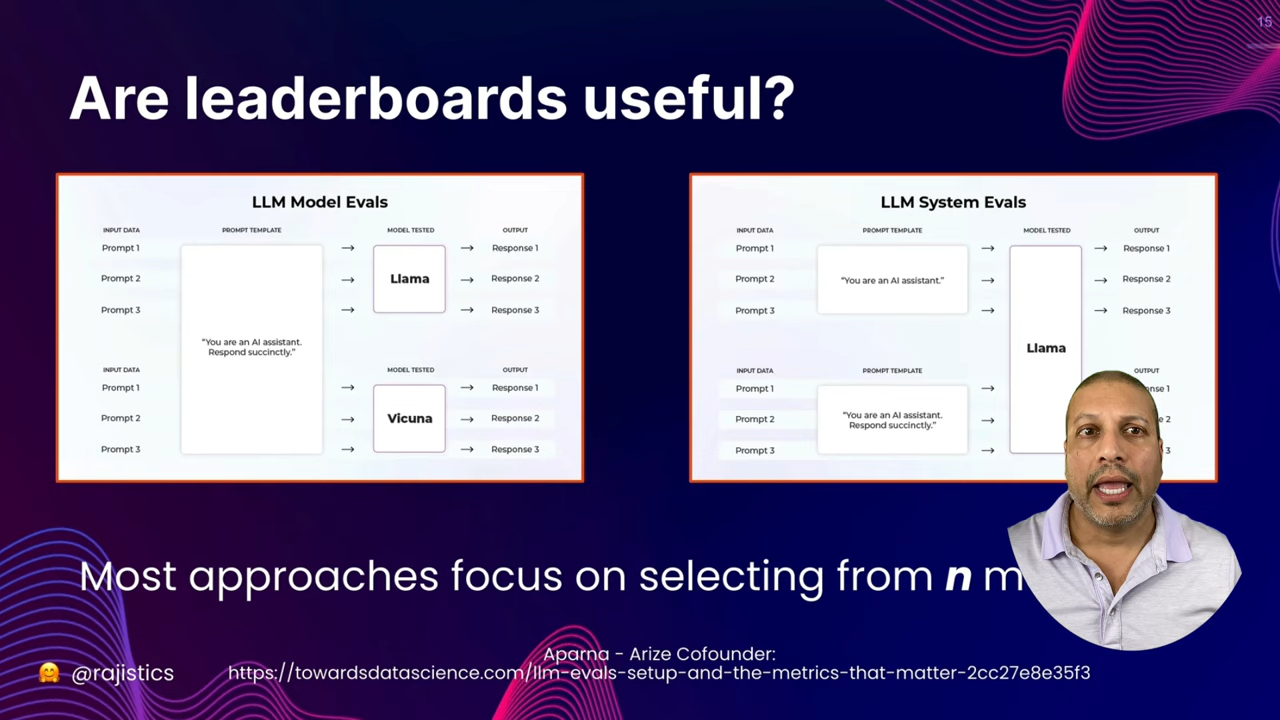 15
Are leaderboards useful?
LLM Model Evals
INPUT DATA PROMPT TEMPLATE MODEL TESTED OUTPUT
Prompt 1 → → Response 1
Prompt 2 → Llama → Response 2
Prompt 3 → → Response 3
"You are an AI assistant.
Respond succinctly."
INPUT DATA MODEL TESTED OUTPUT
Prompt 1 → → Response 1
Prompt 2 → Vicuna → Response 2
Prompt 3 → → Response 3
LLM System Evals
INPUT DATA PROMPT TEMPLATE MODEL TESTED OUTPUT
Prompt 1 → → Response 1
Prompt 2 "You are an AI assistant." → → Response 2
Prompt 3 → → Response 3
Llama
INPUT DATA PROMPT TEMPLATE OUTPUT
Prompt 1 → 1
Prompt 2 "You are an AI assistant. → 2
Respond succinctly."
Prompt 3 → 3
Most approaches focus on selecting from n
Aparna - Arize Cofounder:
🤗 @rajistics https://towardsdatascience.com/llm-evals-setup-and-the-metrics-that-matter-2cc27e8e35f3